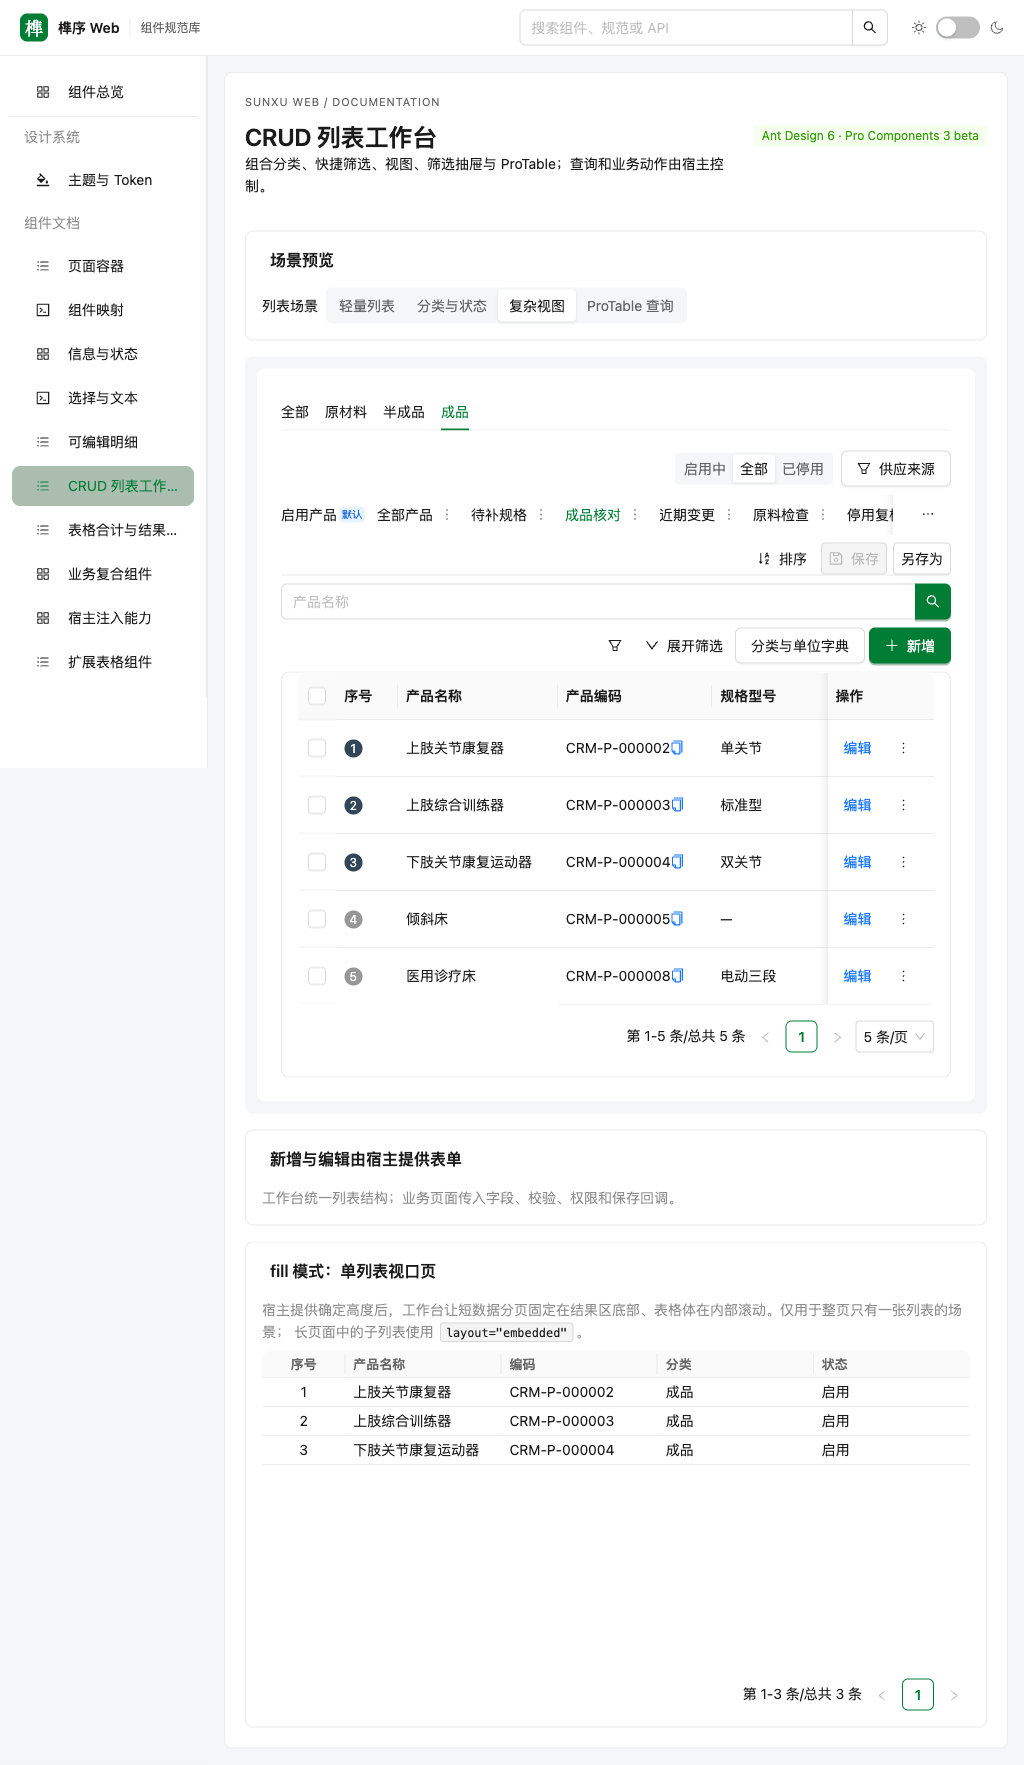 榫 榫序 Web 组件规范库
搜索组件、规范或 API
组件总览
设计系统
主题与 Token
组件文档
页面容器
组件映射
信息与状态
选择与文本
可编辑明细
CRUD 列表工作...
表格合计与结果...
业务复合组件
宿主注入能力
扩展表格组件
SUNXU WEB / DOCUMENTATION
CRUD 列表工作台
Ant Design 6 · Pro Components 3 beta
组合分类、快捷筛选、视图、筛选抽屉与 ProTable；查询和业务动作由宿主控
制。
场景预览
列表场景 轻量列表 分类与状态 复杂视图 ProTable 查询
全部 原材料 半成品 成品
启用中 全部 已停用 供应来源
启用产品 默认 全部产品 待补规格 成品核对 近期变更 原料检查 停用复 ...
排序 保存 另存为
产品名称
展开筛选 分类与单位字典 新增
序号 产品名称 产品编码 规格型号 操作
1 上肢关节康复器 CRM-P-000002 单关节 编辑
2 上肢综合训练器 CRM-P-000003 标准型 编辑
3 下肢关节康复运动器 CRM-P-000004 双关节 编辑
4 倾斜床 CRM-P-000005 — 编辑
5 医用诊疗床 CRM-P-000008 电动三段 编辑
第 1-5 条/总共 5 条 < 1 > 5 条/页
新增与编辑由宿主提供表单
工作台统一列表结构；业务页面传入字段、校验、权限和保存回调。
fill 模式：单列表视口页
宿主提供确定高度后，工作台让短数据分页固定在结果区底部、表格体在内部滚动。仅用于整页只有一张列表的场
景； 长页面中的子列表使用 layout="embedded" 。
序号 产品名称 编码 分类 状态
1 上肢关节康复器 CRM-P-000002 成品 启用
2 上肢综合训练器 CRM-P-000003 成品 启用
3 下肢关节康复运动器 CRM-P-000004 成品 启用
第 1-3 条/总共 3 条 < 1 >